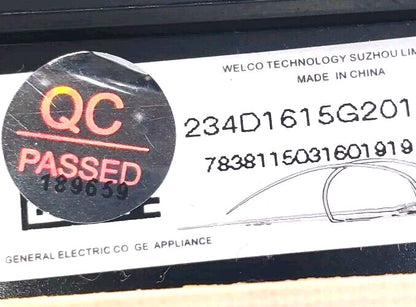 WELCO TECHNOLOGY SUZHOU LIM
MADE IN CHINA
QC
PASSED
189659
234D1615G201
7838115031601919
E
GENERAL ELECTRIC CO GE APPLIANCE